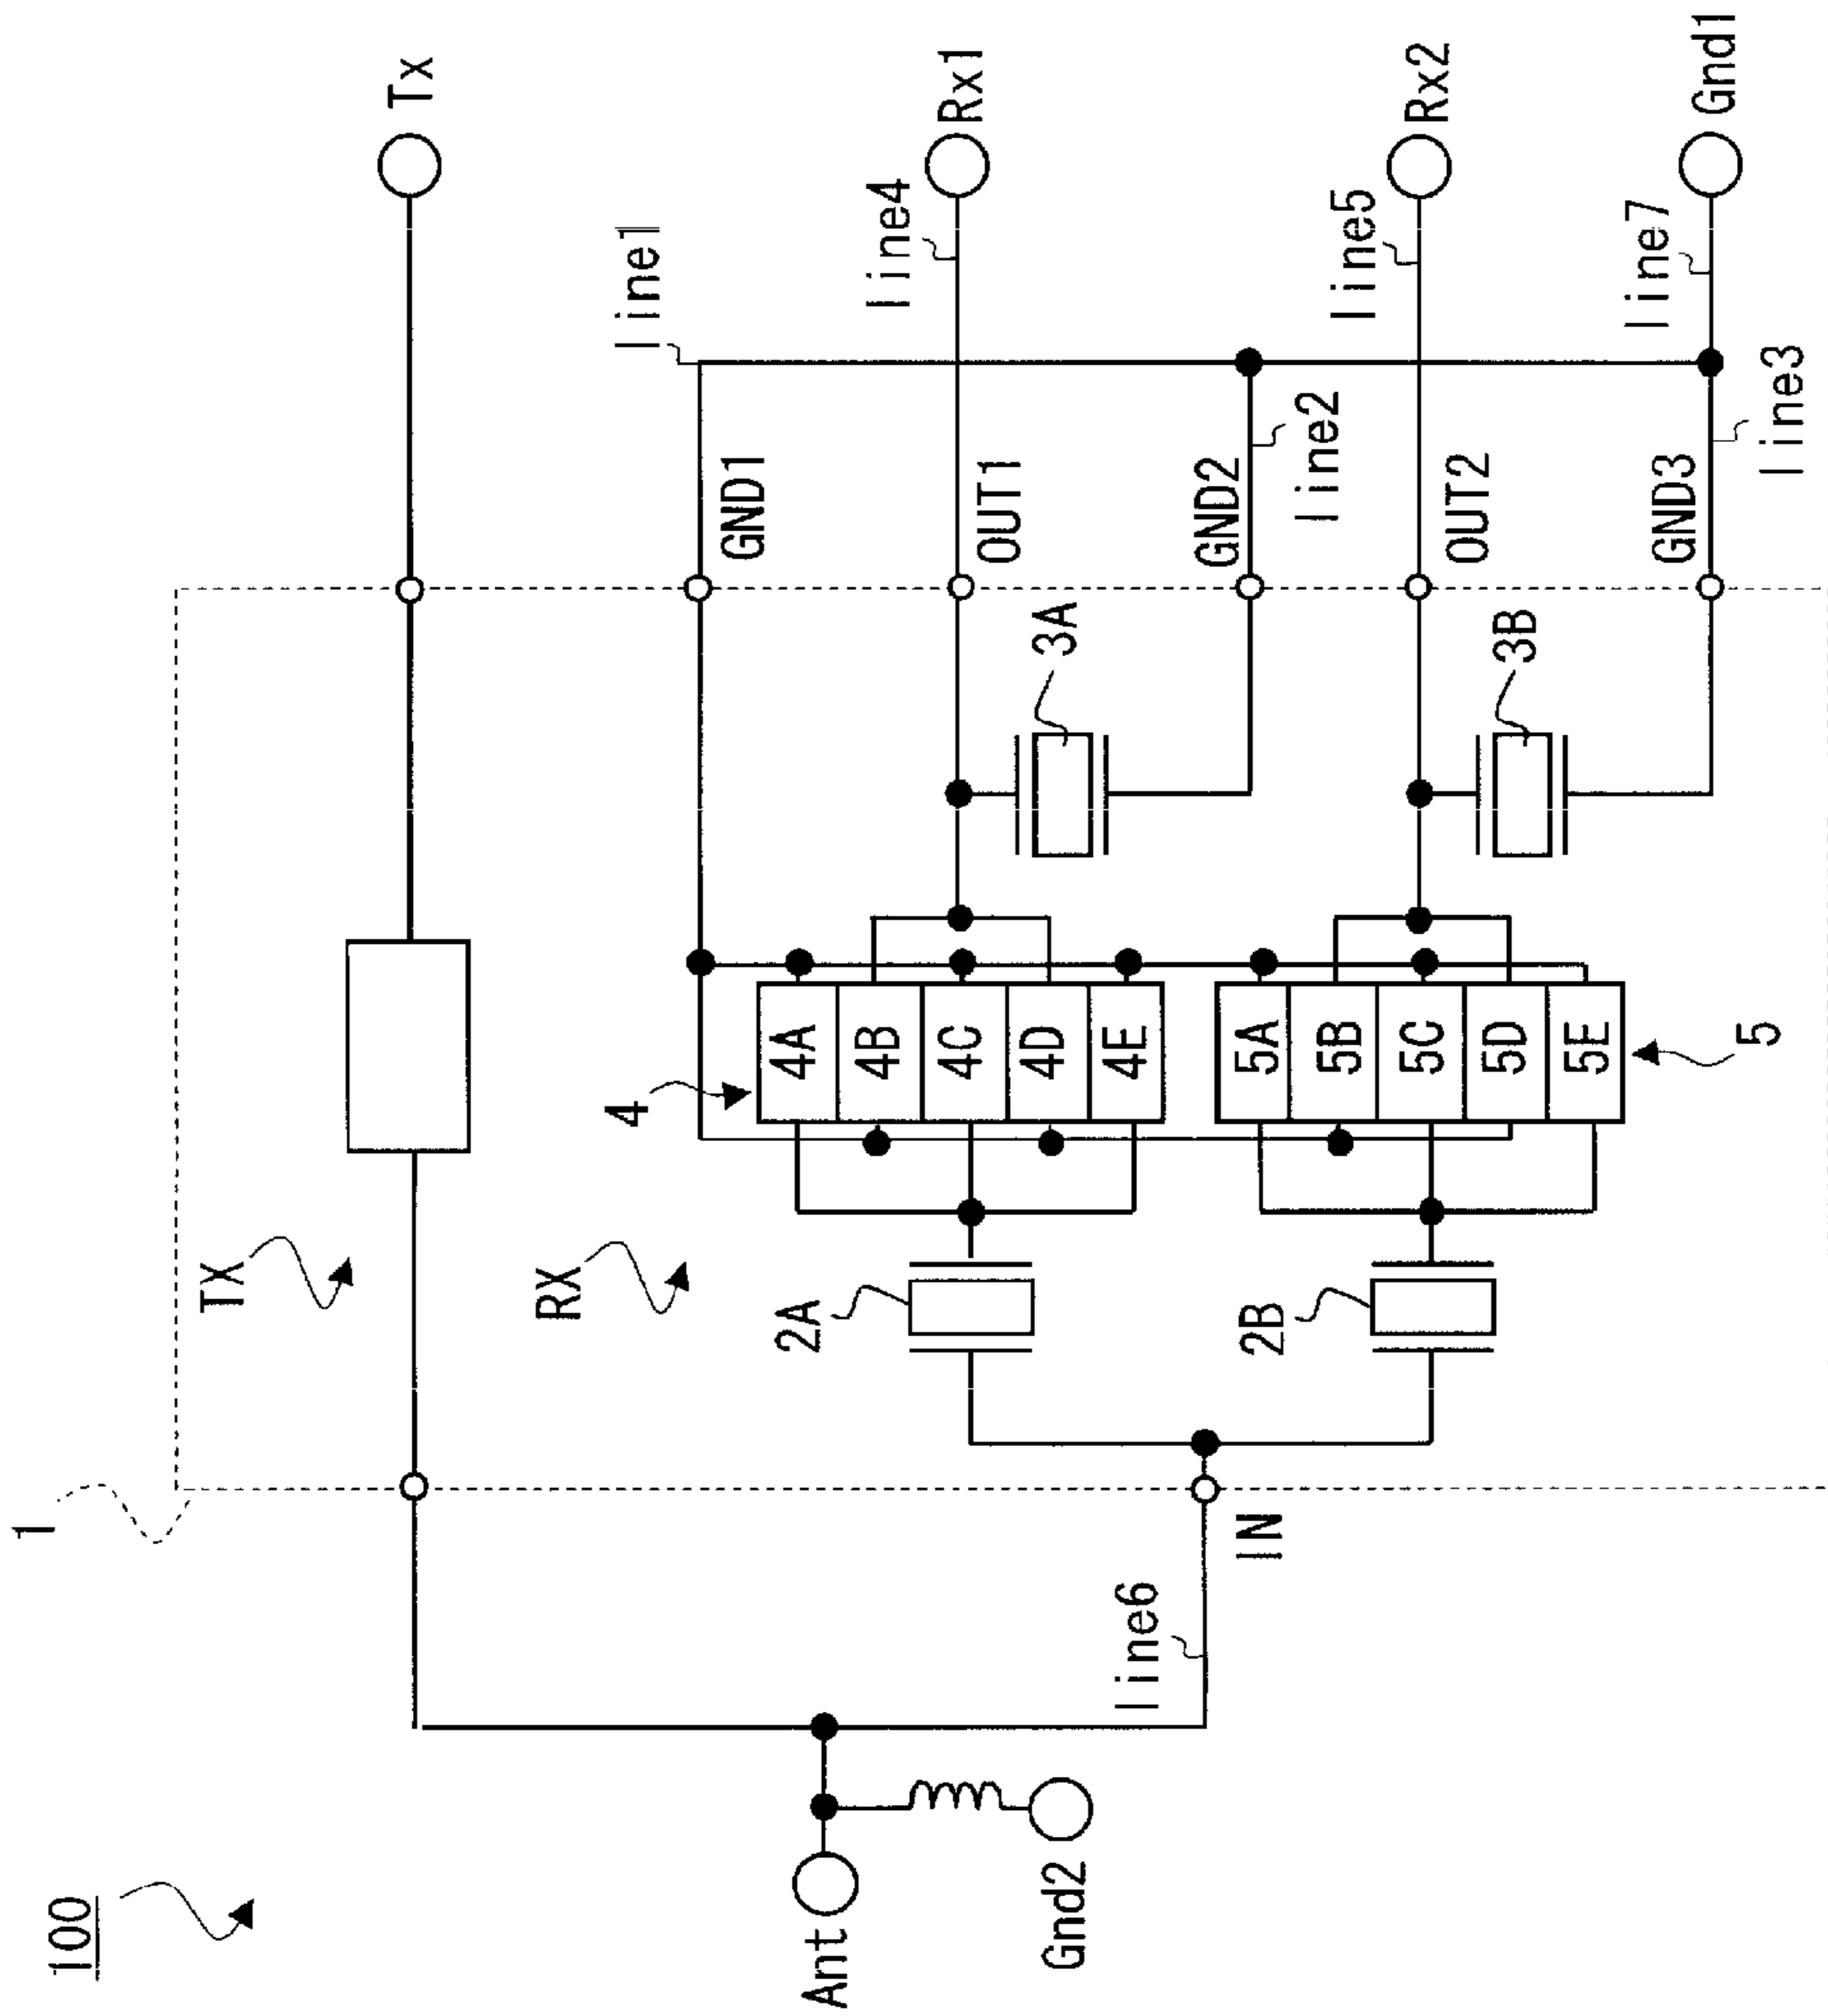 100
1
TX
Tx
RX
line1
GND1
4
4A
4B
4C
4D
4E
2A
line4
Rx1
OUT1
3A
Ant
Gnd2
line6
IN
GND2
line2
2B
5A
5B
5C
5D
5E
5
line5
Rx2
OUT2
3B
line7
Gnd1
GND3
line3